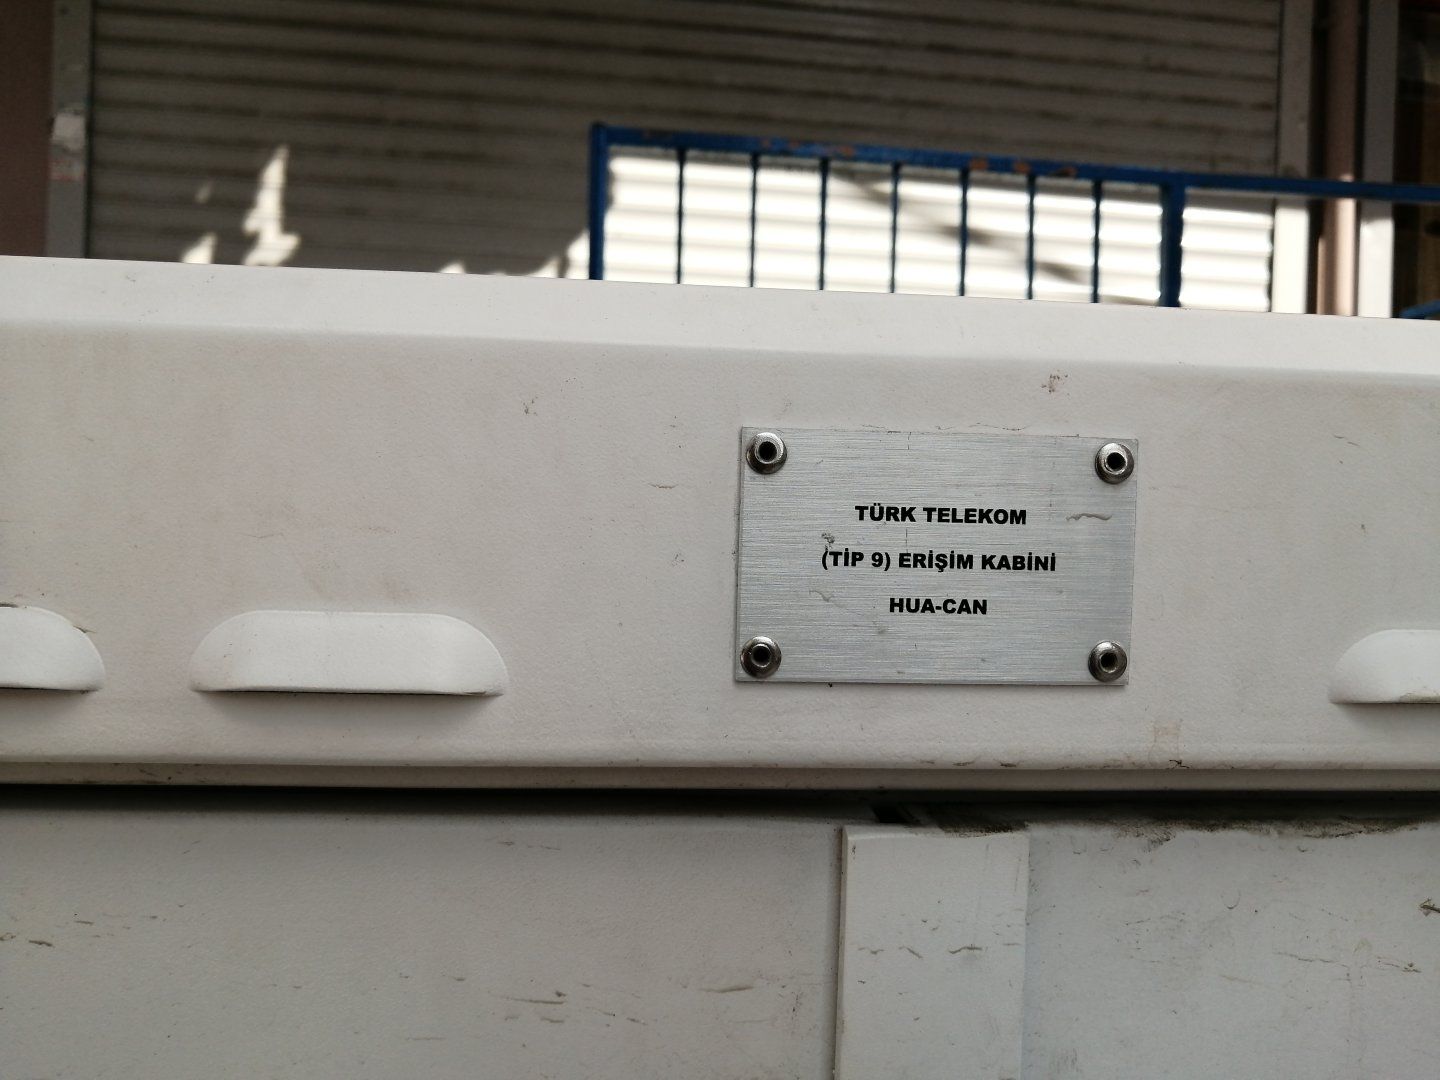 TÜRK TELEKOM
(TİP 9) ERİŞİM KABİNİ
HUA-CAN